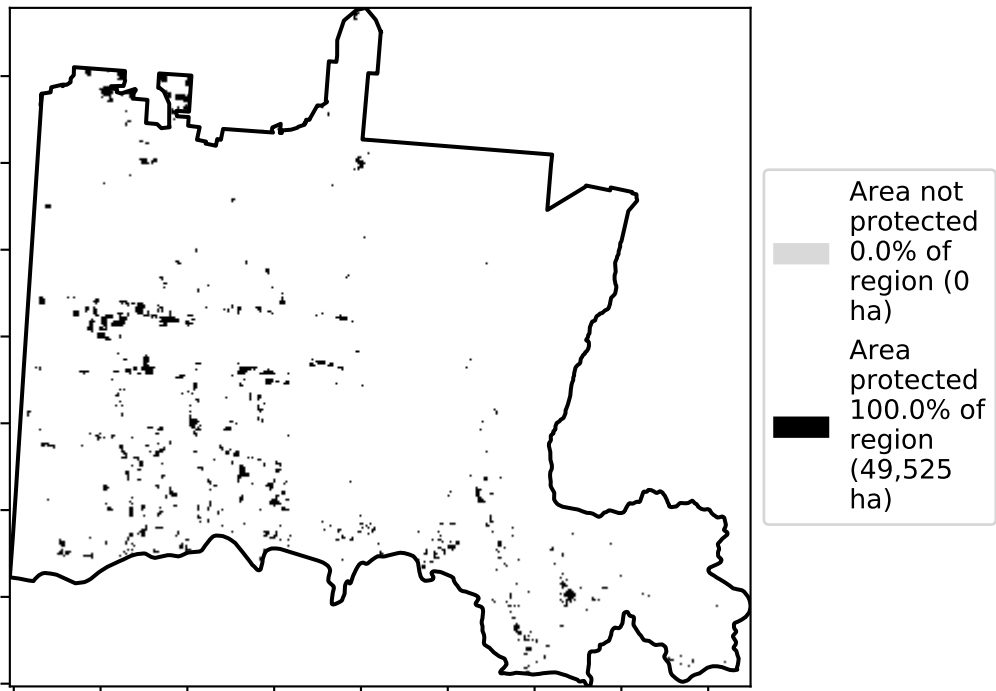 Area not
protected
0.0% of
region (0
ha)
Area
protected
100.0% of
region
(49,525
ha)